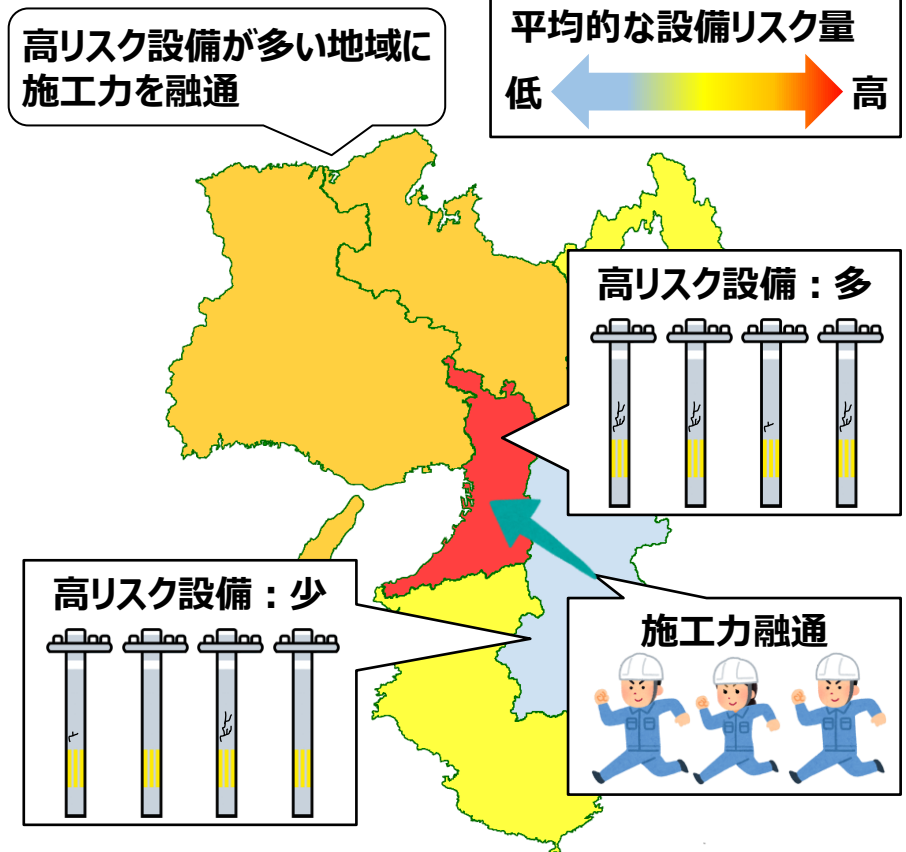 高リスク設備が多い地域に
施工力を融通
平均的な設備リスク量
低
高
高リスク設備：多
高リスク設備：少
施工力融通